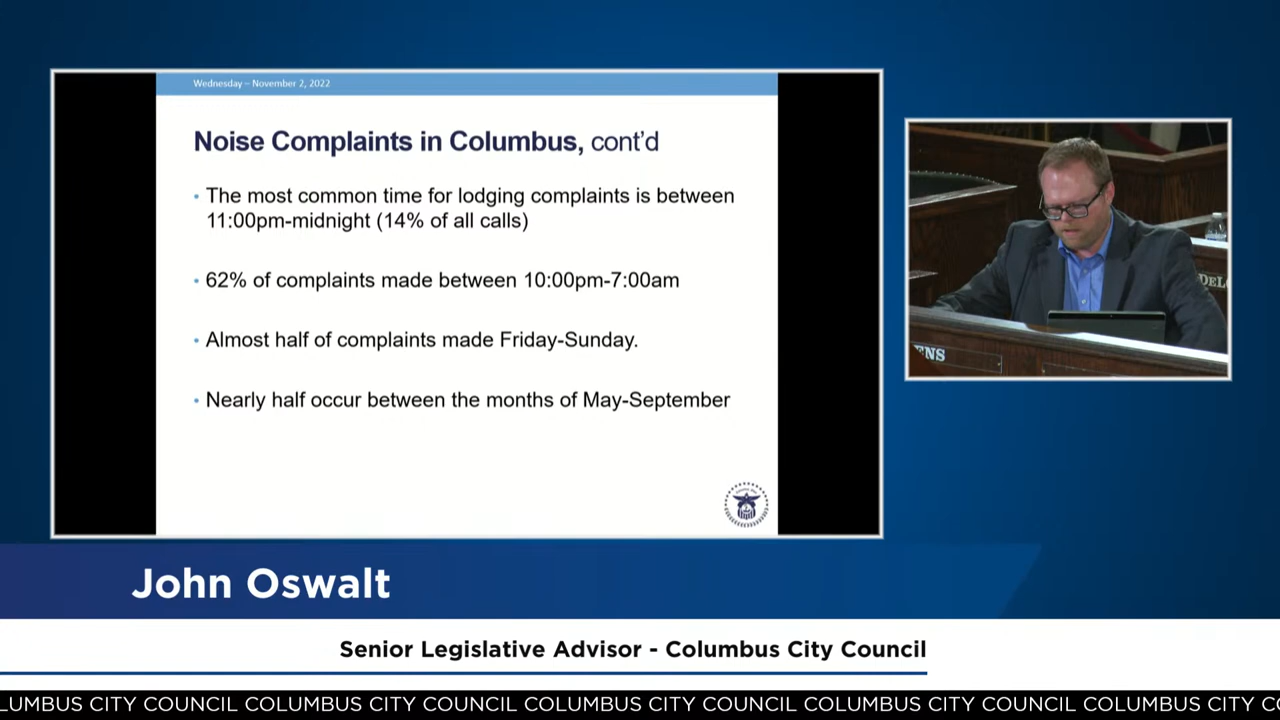 Wednesday – November 2, 2022
Noise Complaints in Columbus, cont'd
• The most common time for lodging complaints is between
11:00pm-midnight (14% of all calls)
• 62% of complaints made between 10:00pm-7:00am
• Almost half of complaints made Friday-Sunday.
• Nearly half occur between the months of May-September
DELO
ENS
John Oswalt
Senior Legislative Advisor - Columbus City Council
LUMBUS CITY COUNCIL COLUMBUS CITY COUNCIL COLUMBUS CITY COUNCIL COLUMBUS CITY COUNCIL COLUMBUS CITY C